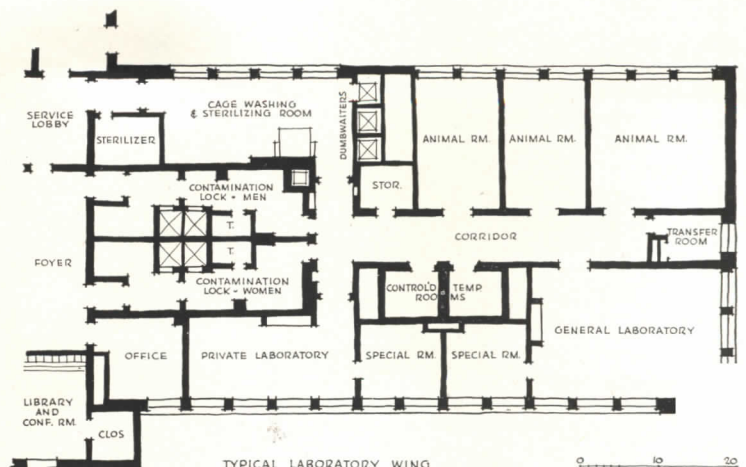 SERVICE
LOBBY
STERILIZER
CAGE WASHING
& STERILIZING ROOM
DUMBWAITERS
ANIMAL RM.
ANIMAL RM.
ANIMAL RM.
STOR.
CONTAMINATION
LOCK - MEN
T.
T.
CONTAMINATION
LOCK - WOMEN
FOYER
CORRIDOR
TRANSFER
ROOM
CONTROL'D TEMP.
ROOMS
GENERAL LABORATORY
OFFICE
PRIVATE LABORATORY
SPECIAL RM.
SPECIAL RM.
LIBRARY
AND
CONF. RM.
CLOS
TYPICAL LABORATORY WING
0 10 20